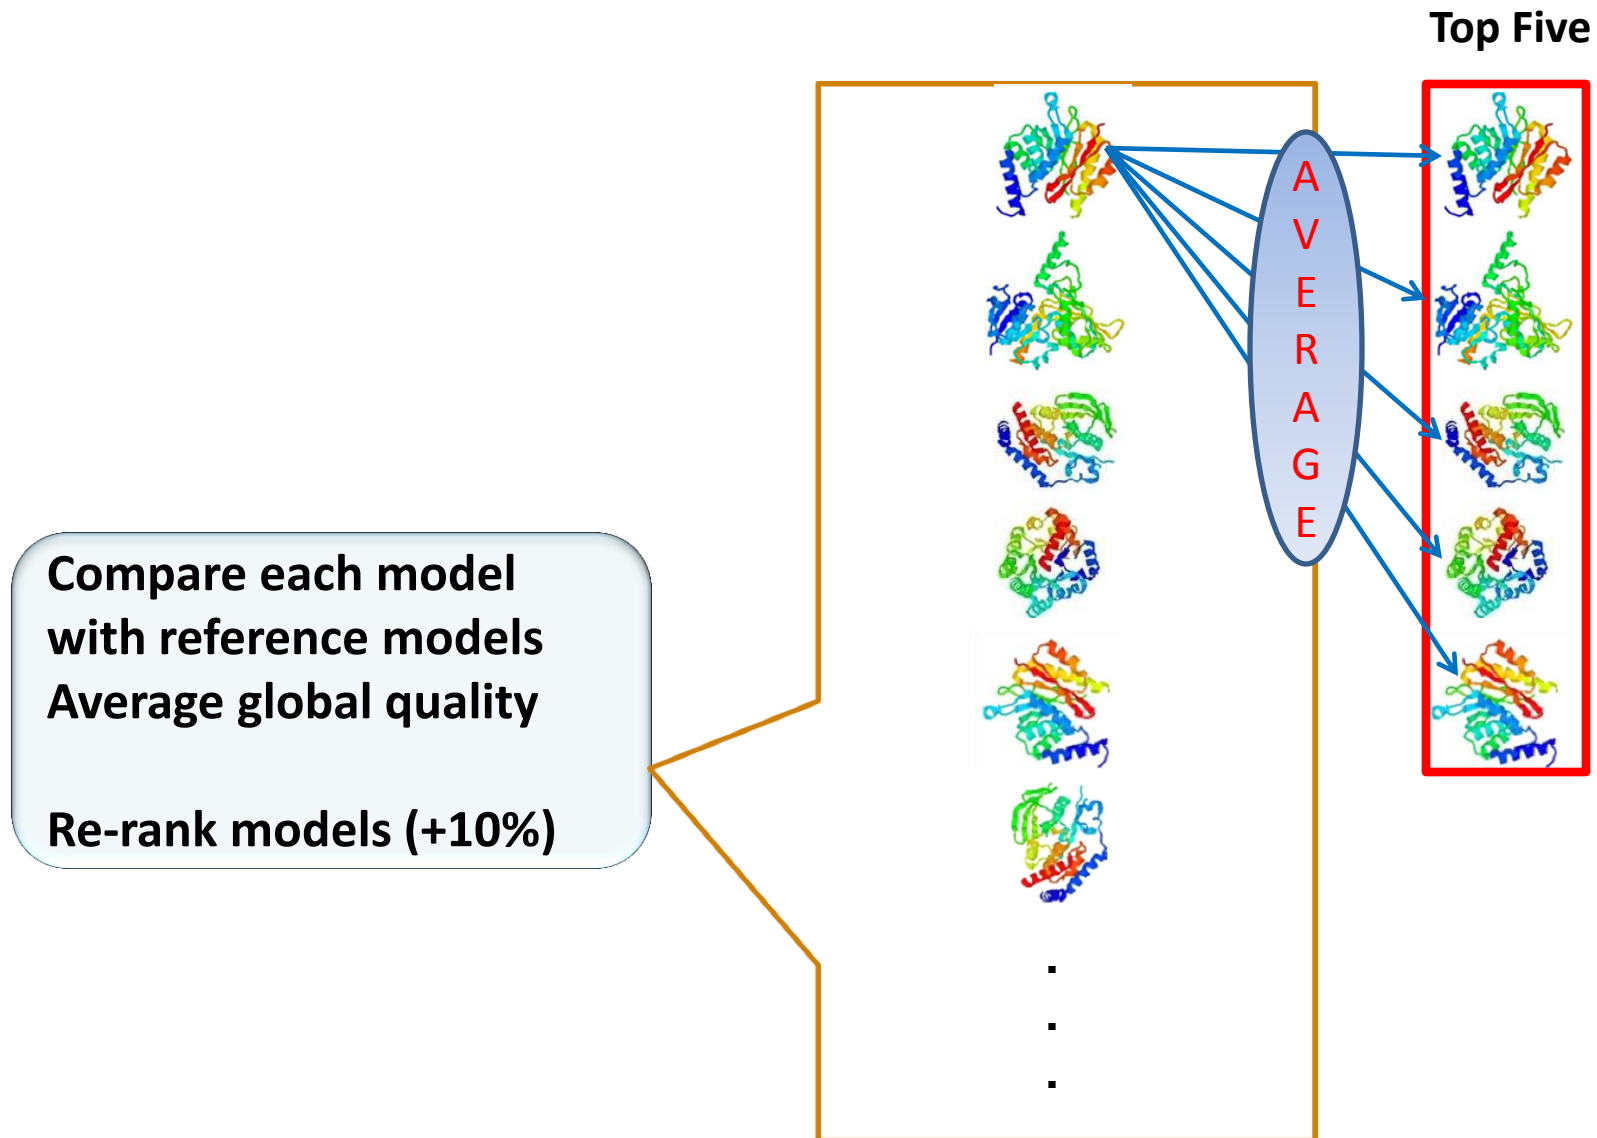 Top Five
A
V
E
R
A
G
E
Compare each model
with reference models
Average global quality
Re-rank models (+10%)
.
.
.